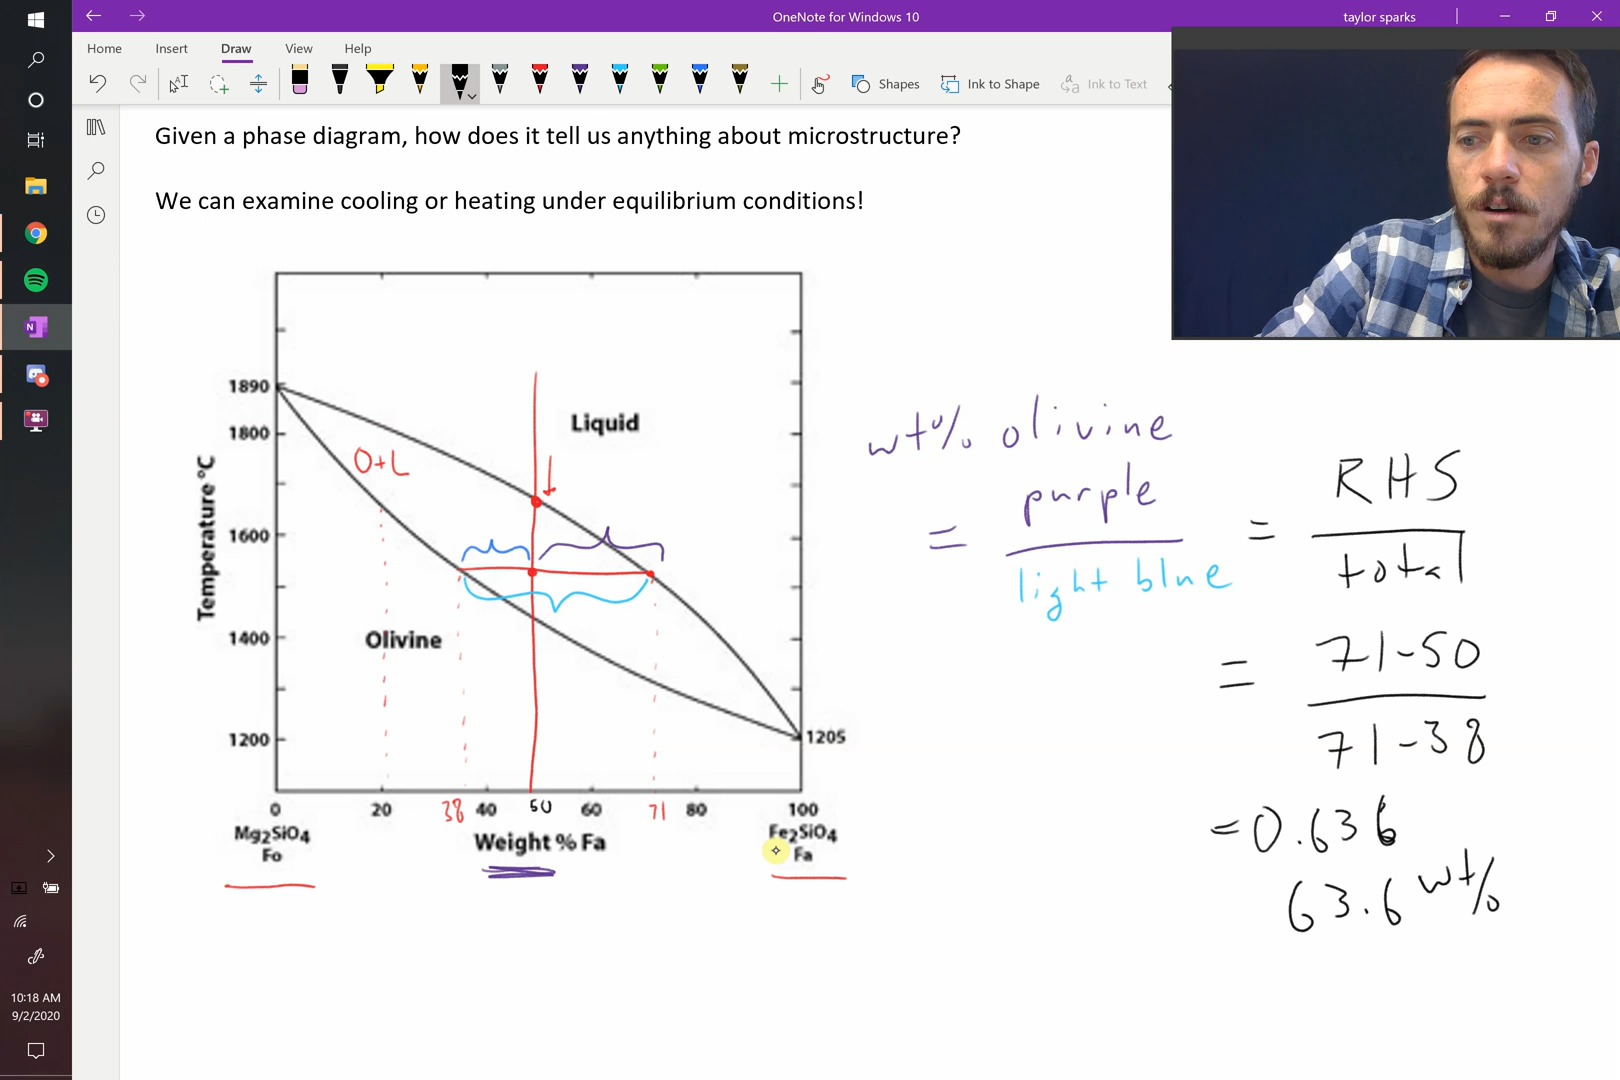 OneNote for Windows 10
taylor sparks
Home Insert Draw View Help
Shapes Ink to Shape Ink to Text
Given a phase diagram, how does it tell us anything about microstructure?
We can examine cooling or heating under equilibrium conditions!
1890
1800
1600
1400
1200
Temperature °C
Liquid
O+L
Olivine
1205
0 20 38 40 50 60 71 80 100
Mg2SiO4
Fo
Weight % Fa
Fe2SiO4
Fa
wt% olivine
= purple
light blue
= RHS
total
= 71-50
71-38
=0.636
63.6 wt%
10:18 AM
9/2/2020